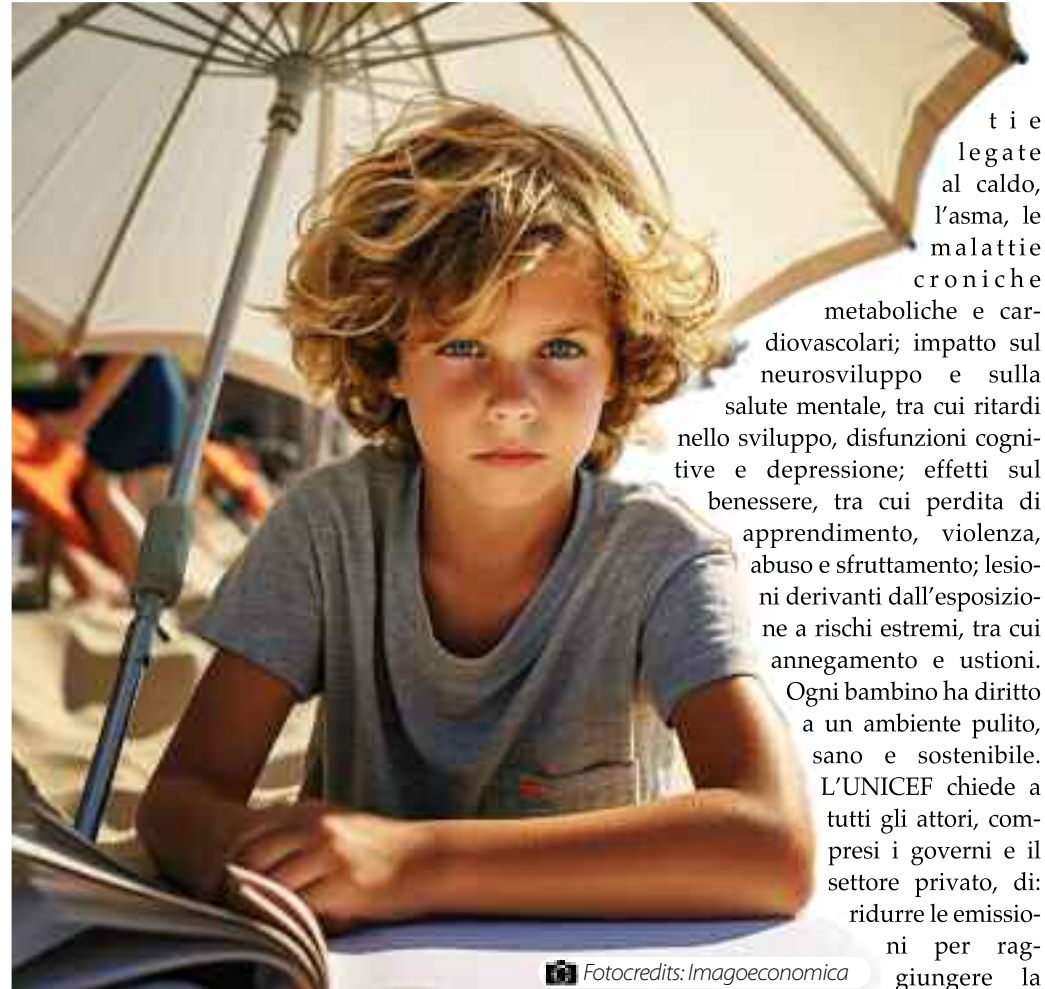 tie
legate
al caldo,
l'asma, le
malattie
croniche
metaboliche e car-
diovascolari; impatto sul
neurosviluppo e sulla
salute mentale, tra cui ritardi
nello sviluppo, disfunzioni cogni-
tive e depressione; effetti sul
benessere, tra cui perdita di
apprendimento, violenza,
abuso e sfruttamento; lesio-
ni derivanti dall'esposizio-
ne a rischi estremi, tra cui
annegamento e ustioni.
Ogni bambino ha diritto
a un ambiente pulito,
sano e sostenibile.
L'UNICEF chiede a
tutti gli attori, com-
presi i governi e il
settore privato, di:
ridurre le emissio-
ni per rag-
giungere la
Fotocredits: Imagoeconomica